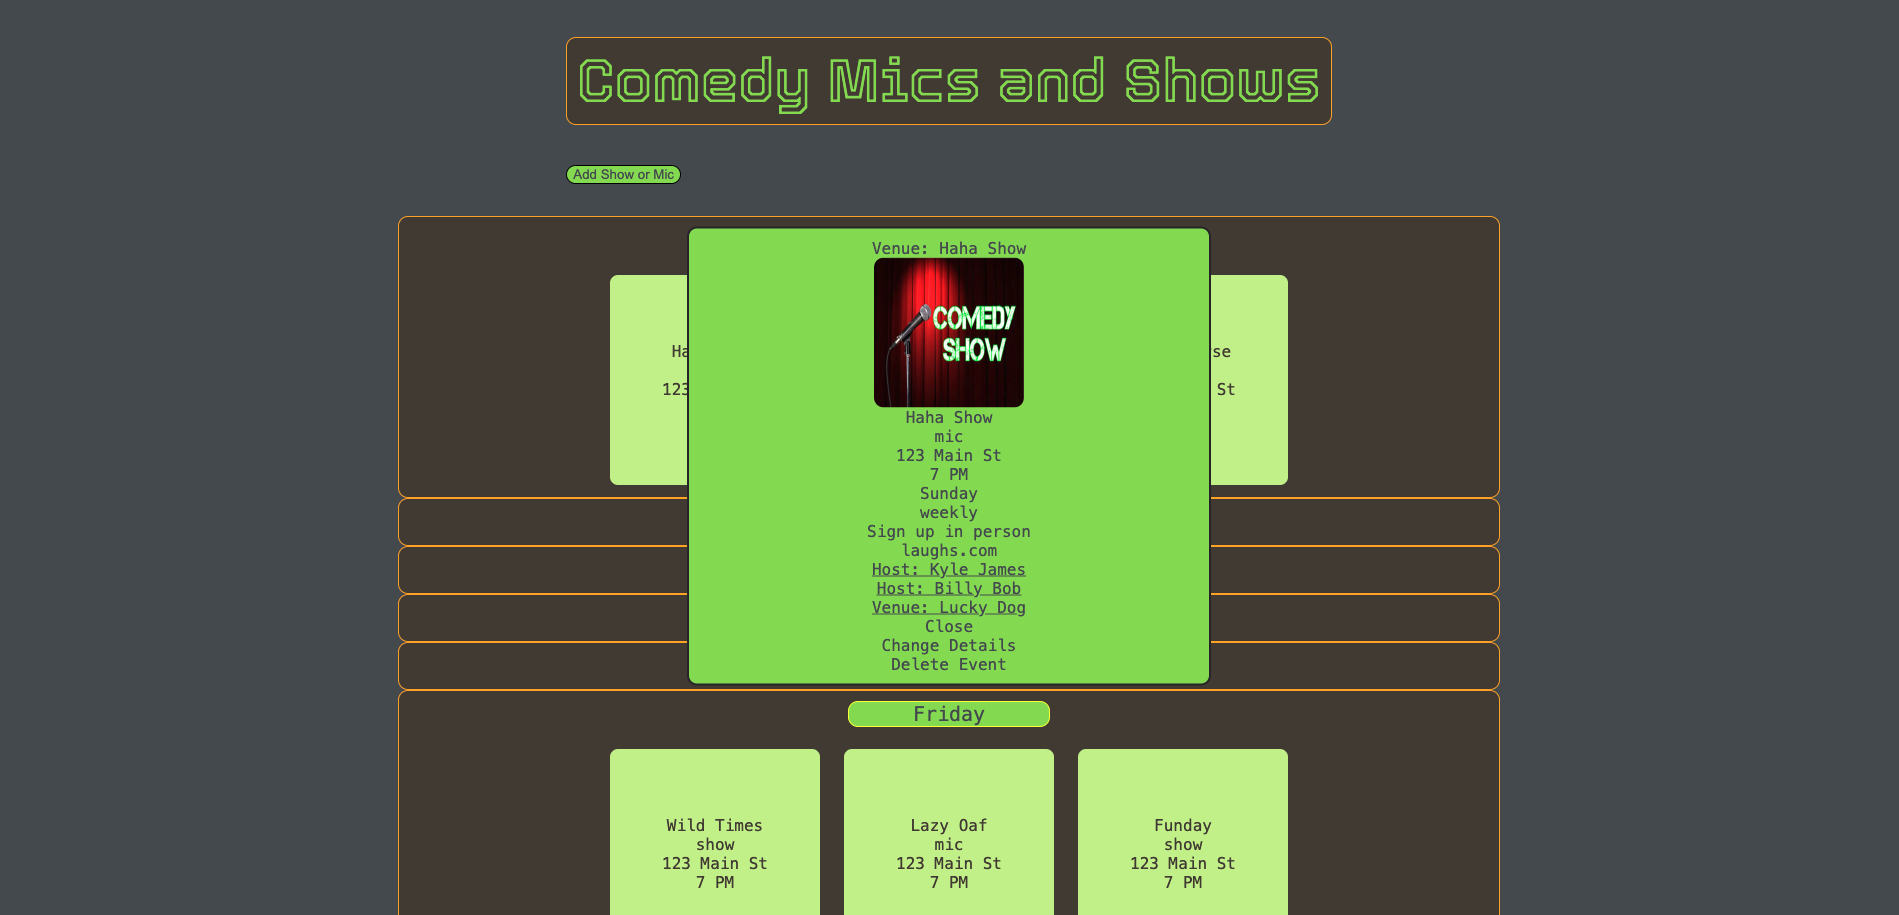 Comedy Mics and Shows
Add Show or Mic
Venue: Haha Show
COMEDY
SHOW
Haha Show
mic
123 Main St
7 PM
Sunday
weekly
Sign up in person
laughs.com
Host: Kyle James
Host: Billy Bob
Venue: Lucky Dog
Close
Change Details
Delete Event
Ha
123
se
St
Friday
Wild Times
show
123 Main St
7 PM
Lazy Oaf
mic
123 Main St
7 PM
Funday
show
123 Main St
7 PM